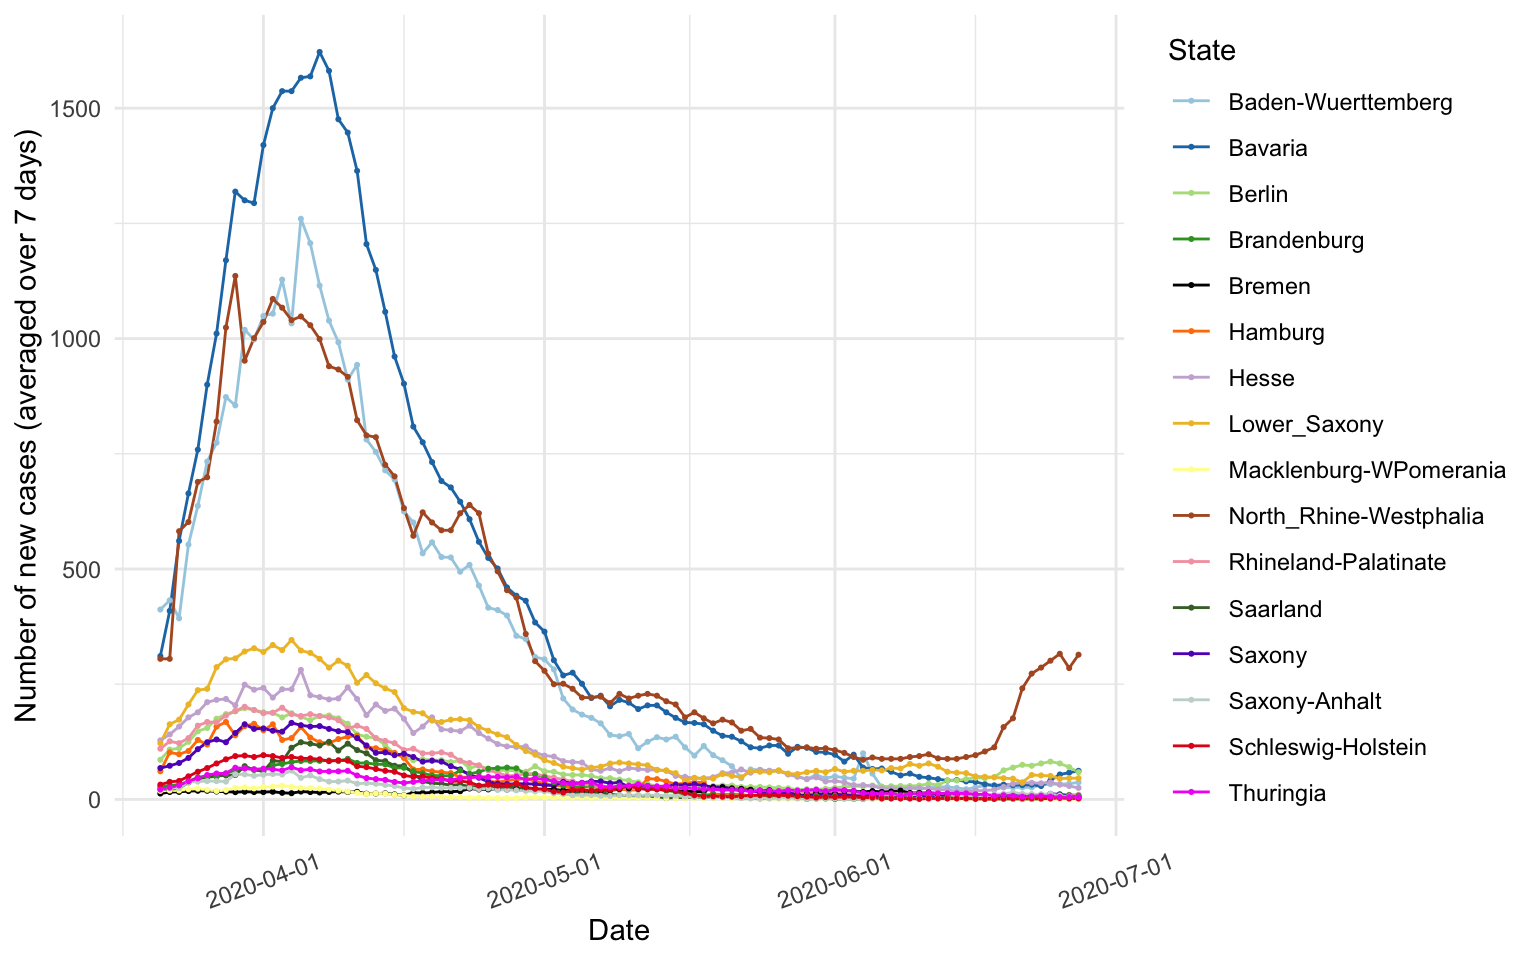 Number of new cases (averaged over 7 days)
1500
1000
500
0
2020-04-01
2020-05-01
2020-06-01
2020-07-01
Date
State
Baden-Wuerttemberg
Bavaria
Berlin
Brandenburg
Bremen
Hamburg
Hesse
Lower_Saxony
Macklenburg-WPomerania
North_Rhine-Westphalia
Rhineland-Palatinate
Saarland
Saxony
Saxony-Anhalt
Schleswig-Holstein
Thuringia